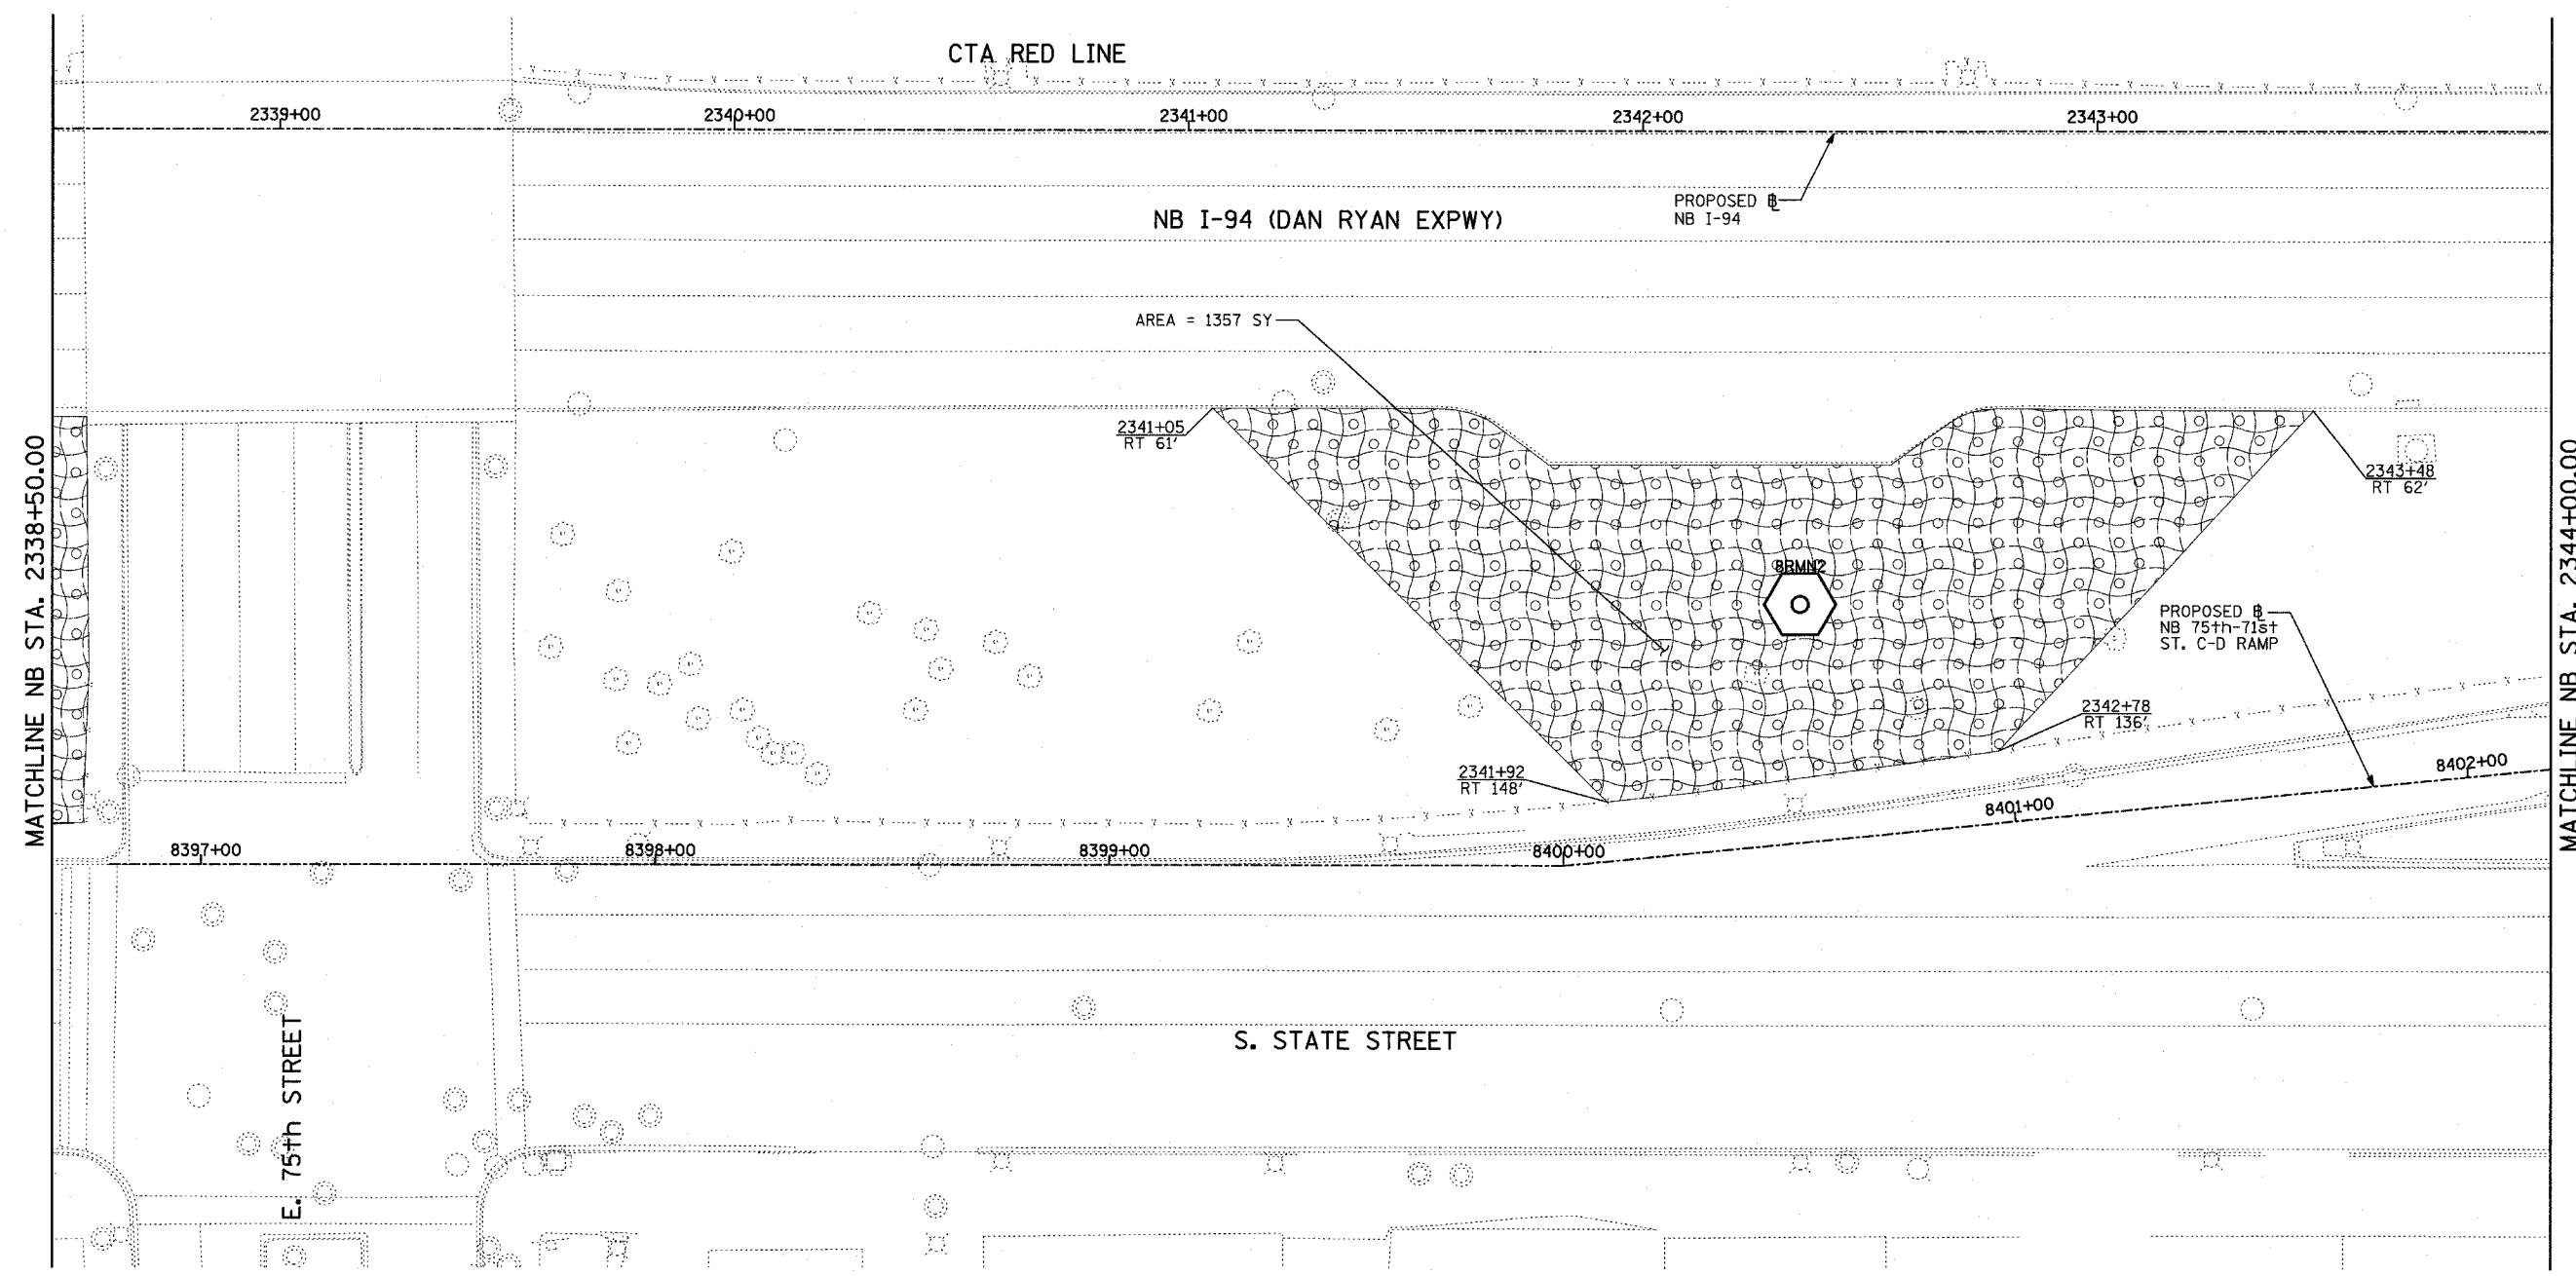 CTA RED LINE
2339+00 2340+00 2341+00 2342+00 2343+00
PROPOSED ℄
NB I-94
NB I-94 (DAN RYAN EXPWY)
AREA = 1357 SY
2341+05
RT 61'
2343+48
RT 62'
MATCHLINE NB STA. 2338+50.00
MATCHLINE NB STA. 2344+00.00
8RMN2
PROPOSED ℄
NB 75th-71st
ST. C-D RAMP
2342+78
RT 136'
2341+92
RT 148'
8397+00 8398+00 8399+00 8400+00 8401+00 8402+00
S. STATE STREET
E. 75th STREET